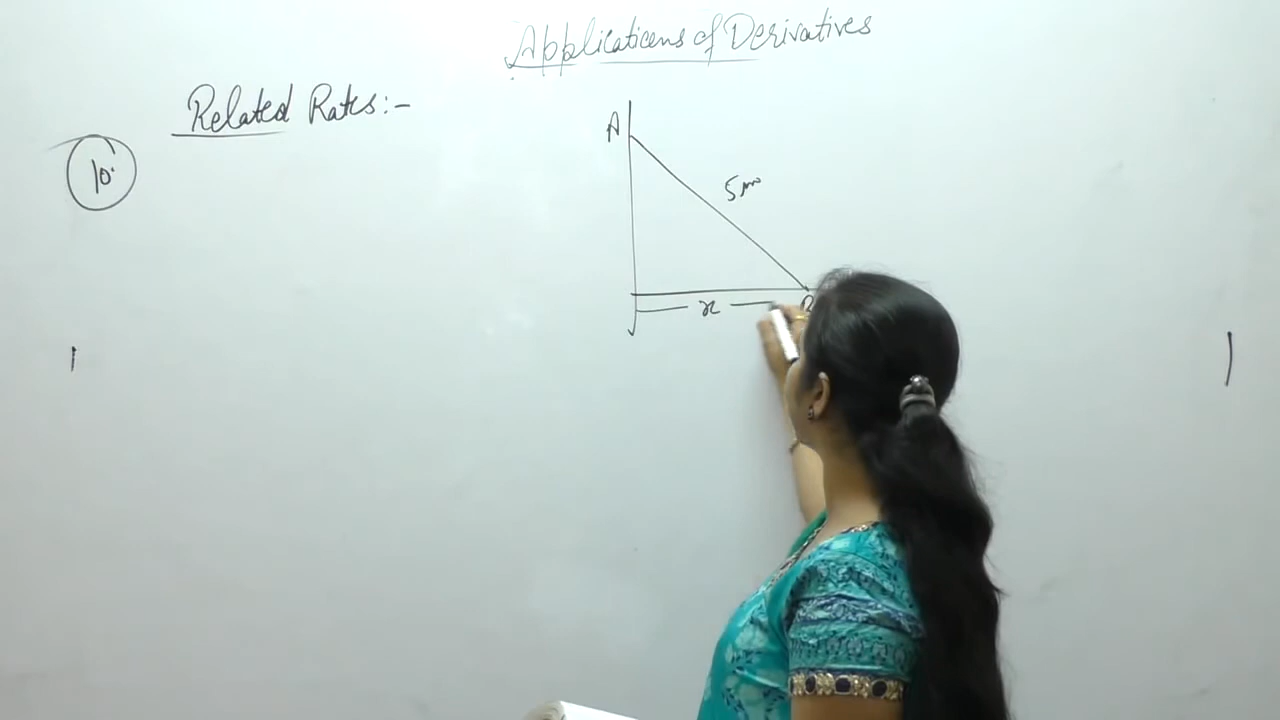 Applications of Derivatives
Related Rates:-
10.
A
5m
x